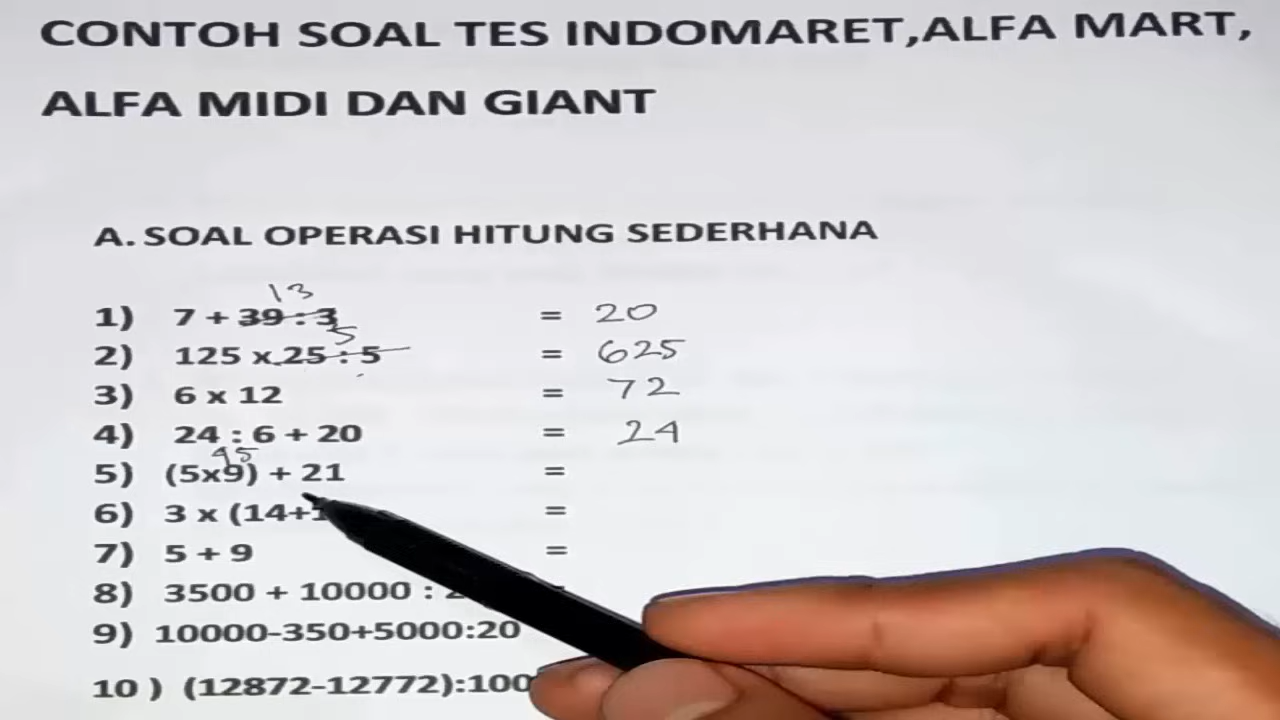 CONTOH SOAL TES INDOMARET,ALFA MART,
ALFA MIDI DAN GIANT
A. SOAL OPERASI HITUNG SEDERHANA
13
1) 7 + 39 : 3 = 20
5
2) 125 x 25 : 5 = 625
3) 6 x 12 = 72
4) 24 : 6 + 20 = 24
45
5) (5x9) + 21 =
6) 3 x (14+ =
7) 5 + 9 =
8) 3500 + 10000 :
9) 10000-350+5000:20
10 ) (12872-12772):100